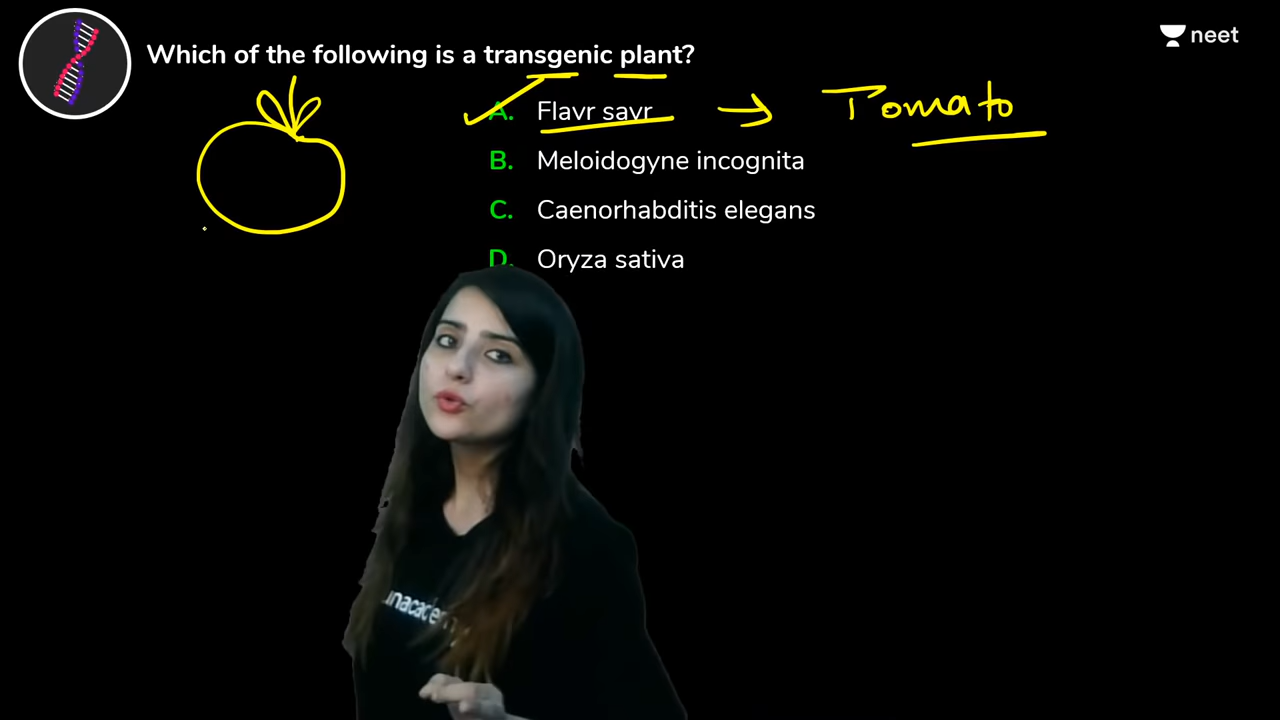 neet
Which of the following is a transgenic plant?
A. Flavr savr → Tomato
B. Meloidogyne incognita
C. Caenorhabditis elegans
D. Oryza sativa